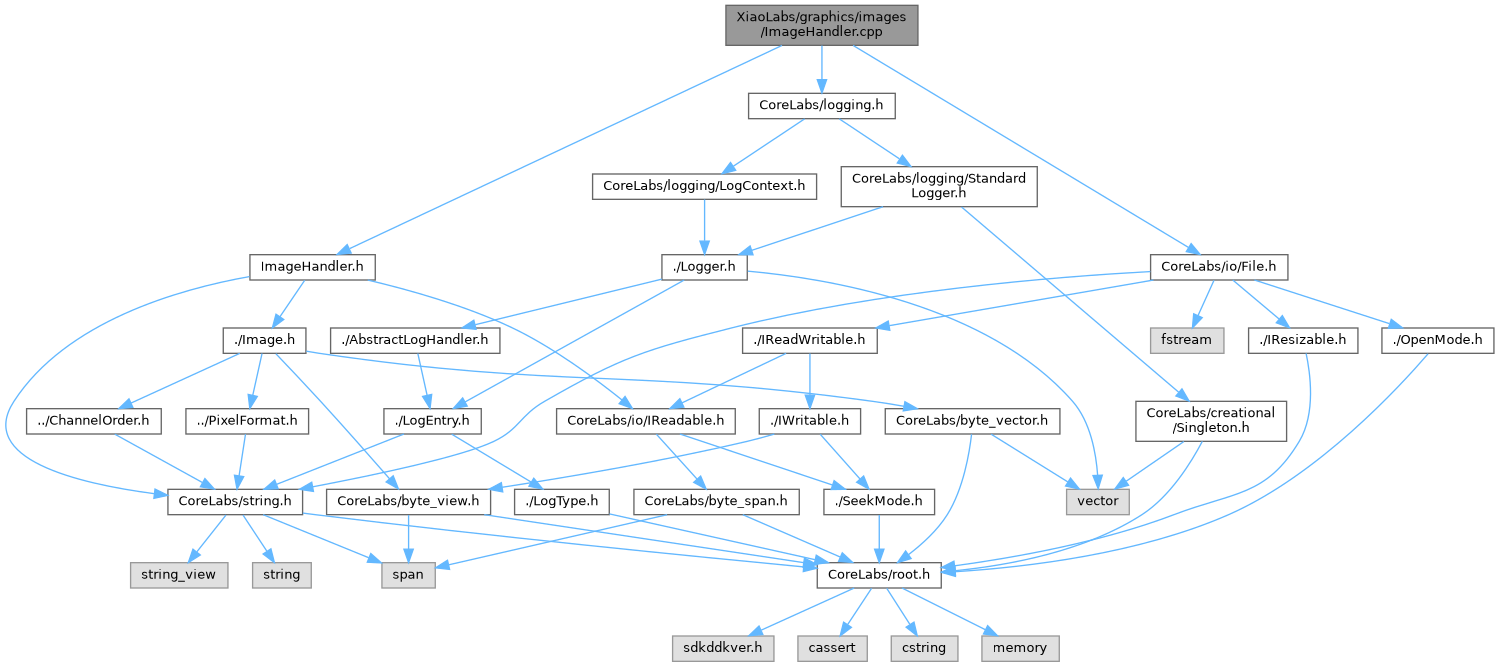 XiaoLabs/graphics/images
/ImageHandler.cpp
CoreLabs/logging.h
CoreLabs/logging/LogContext.h
CoreLabs/logging/Standard
Logger.h
ImageHandler.h
./Logger.h
CoreLabs/io/File.h
./Image.h
./AbstractLogHandler.h
./IReadWritable.h
fstream
./IResizable.h
./OpenMode.h
../ChannelOrder.h
../PixelFormat.h
./LogEntry.h
CoreLabs/io/IReadable.h
./IWritable.h
CoreLabs/byte_vector.h
CoreLabs/creational
/Singleton.h
CoreLabs/string.h
CoreLabs/byte_view.h
./LogType.h
CoreLabs/byte_span.h
./SeekMode.h
vector
string_view
string
span
CoreLabs/root.h
sdkddkver.h
cassert
cstring
memory